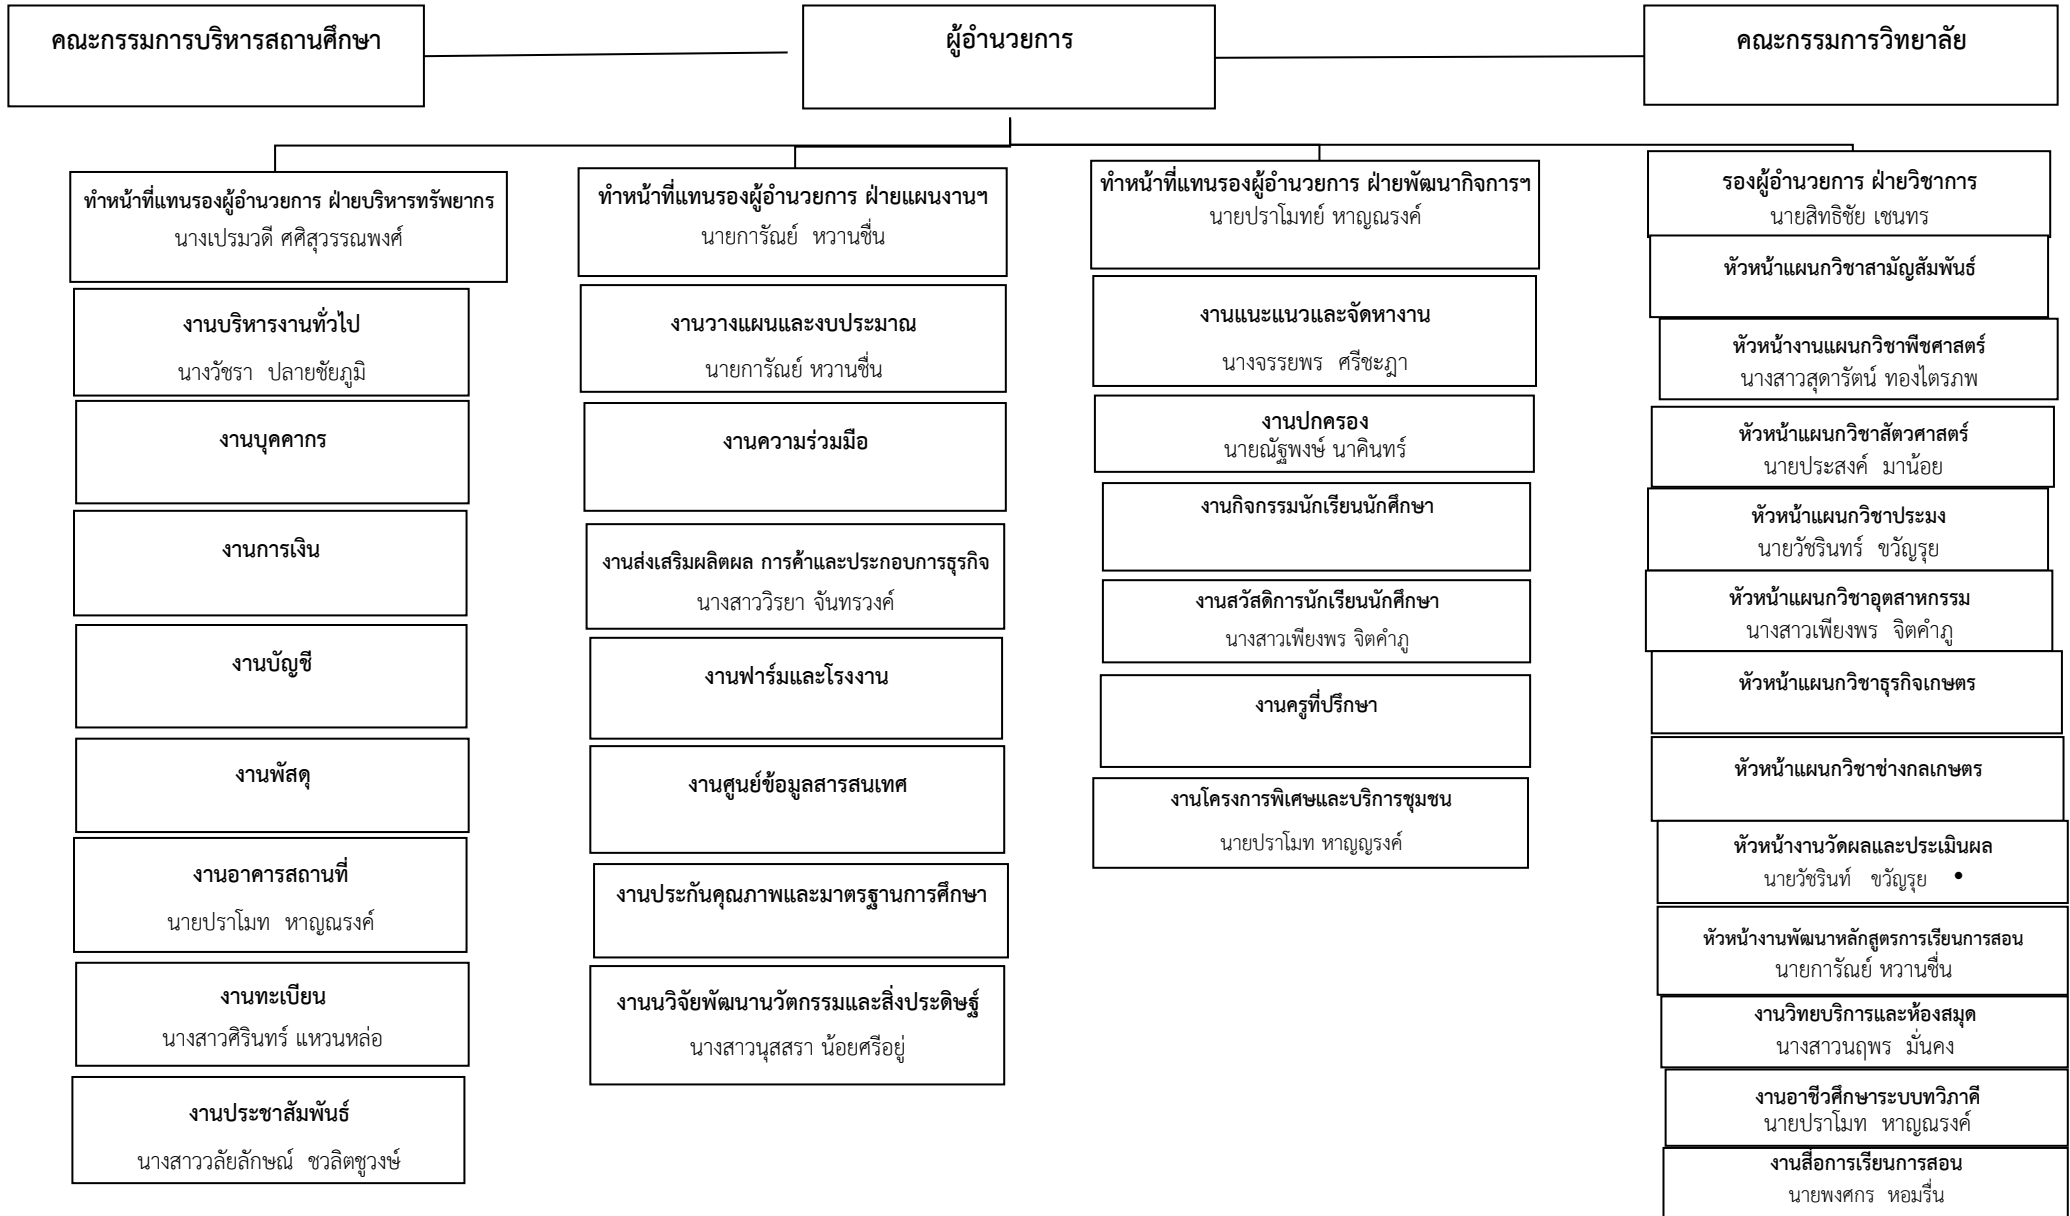 คณะกรรมการบริหารสถานศึกษา
ผู้อำนวยการ
คณะกรรมการวิทยาลัย
ทำหน้าที่แทนรองผู้อำนวยการ ฝ่ายบริหารทรัพยากร
นางเปรมวดี ศศิสุวรรณพงศ์
งานบริหารงานทั่วไป
นางวัชรา ปลายชัยภูมิ
งานบุคคากร
งานการเงิน
งานบัญชี
งานพัสดุ
งานอาคารสถานที่
นายปราโมท หาญณรงค์
งานทะเบียน
นางสาวศิรินทร์ แหวนหล่อ
งานประชาสัมพันธ์
นางสาววลัยลักษณ์ ชวลิตชูวงษ์
ทำหน้าที่แทนรองผู้อำนวยการ ฝ่ายแผนงานฯ
นายการัณย์ หวานชื่น
งานวางแผนและงบประมาณ
นายการัณย์ หวานชื่น
งานความร่วมมือ
งานส่งเสริมผลิตผล การค้าและประกอบการธุรกิจ
นางสาววิรยา จันทรวงค์
งานฟาร์มและโรงงาน
งานศูนย์ข้อมูลสารสนเทศ
งานประกันคุณภาพและมาตรฐานการศึกษา
งานนวิจัยพัฒนานวัตกรรมและสิ่งประดิษฐ์
นางสาวนุสสรา น้อยศรีอยู่
ทำหน้าที่แทนรองผู้อำนวยการ ฝ่ายพัฒนากิจการฯ
นายปราโมทย์ หาญณรงค์
งานแนะแนวและจัดหางาน
นางจรรยพร ศรีชะฎา
งานปกครอง
นายณัฐพงษ์ นาคินทร์
งานกิจกรรมนักเรียนนักศึกษา
งานสวัสดิการนักเรียนนักศึกษา
นางสาวเพียงพร จิตคำภู
งานครูที่ปรึกษา
งานโครงการพิเศษและบริการชุมชน
นายปราโมท หาญญรงค์
รองผู้อำนวยการ ฝ่ายวิชาการ
นายสิทธิชัย เชนทร
หัวหน้าแผนกวิชาสามัญสัมพันธ์
หัวหน้างานแผนกวิชาพืชศาสตร์
นางสาวสุดารัตน์ ทองไตรภพ
หัวหน้าแผนกวิชาสัตวศาสตร์
นายประสงค์ มาน้อย
หัวหน้าแผนกวิชาประมง
นายวัชรินทร์ ขวัญรุย
หัวหน้าแผนกวิชาอุตสาหกรรม
นางสาวเพียงพร จิตคำภู
หัวหน้าแผนกวิชาธุรกิจเกษตร
หัวหน้าแผนกวิชาช่างกลเกษตร
หัวหน้างานวัดผลและประเมินผล
นายวัชรินท์ ขวัญรุย •
หัวหน้างานพัฒนาหลักสูตรการเรียนการสอน
นายการัณย์ หวานชื่น
งานวิทยบริการและห้องสมุด
นางสาวนฤพร มั่นคง
งานอาชีวศึกษาระบบทวิภาคี
นายปราโมท หาญณรงค์
งานสื่อการเรียนการสอน
นายพงศกร หอมรื่น